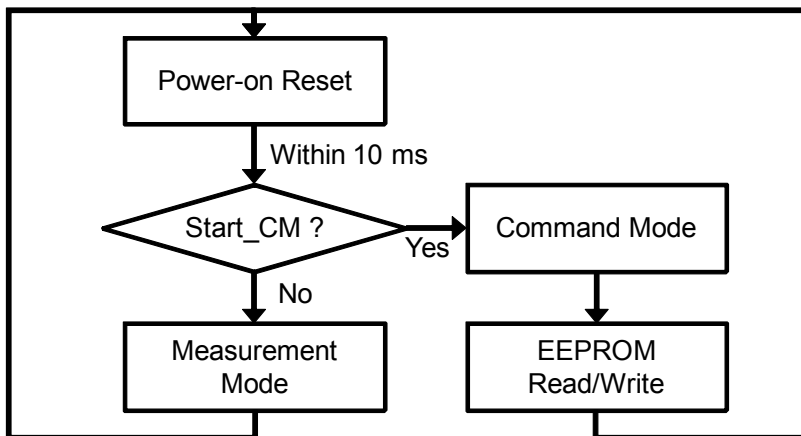 Power-on Reset
Within 10 ms
Start_CM ?
Yes
Command Mode
No
Measurement
Mode
EEPROM
Read/Write